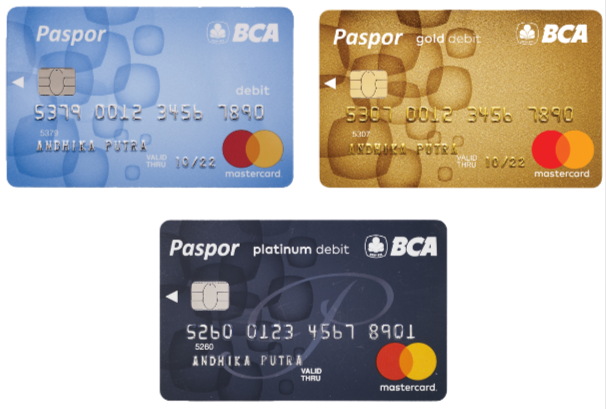 Paspor BCA
debit
5379 0012 3456 7890
5379
ANDHIKA PUTRA
VALID THRU 10/22
mastercard
Paspor gold debit BCA
5307 0012 3456 7890
5307
ANDHIKA PUTRA
VALID THRU 10/22
mastercard
Paspor platinum debit BCA
5260 0123 4567 8901
5260
ANDHIKA PUTRA
VALID THRU
mastercard